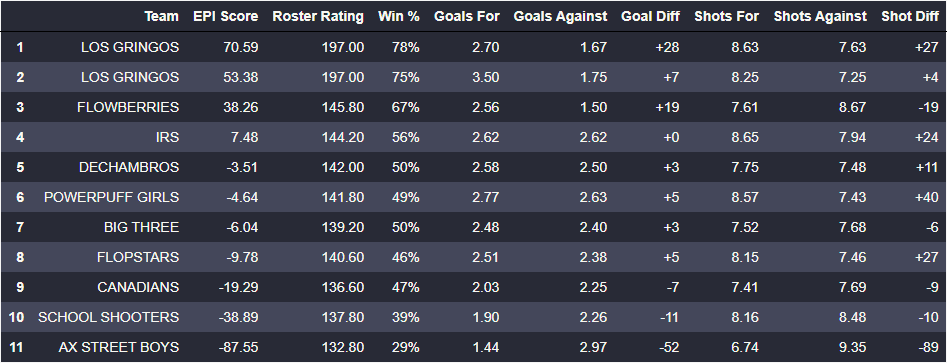 Team EPI Score Roster Rating Win % Goals For Goals Against Goal Diff Shots For Shots Against Shot Diff
1 LOS GRINGOS 70.59 197.00 78% 2.70 1.67 +28 8.63 7.63 +27
2 LOS GRINGOS 53.38 197.00 75% 3.50 1.75 +7 8.25 7.25 +4
3 FLOWBERRIES 38.26 145.80 67% 2.56 1.50 +19 7.61 8.67 -19
4 IRS 7.48 144.20 56% 2.62 2.62 +0 8.65 7.94 +24
5 DECHAMBROS -3.51 142.00 50% 2.58 2.50 +3 7.75 7.48 +11
6 POWERPUFF GIRLS -4.64 141.80 49% 2.77 2.63 +5 8.57 7.43 +40
7 BIG THREE -6.04 139.20 50% 2.48 2.40 +3 7.52 7.68 -6
8 FLOPSTARS -9.78 140.60 46% 2.51 2.38 +5 8.15 7.46 +27
9 CANADIANS -19.29 136.60 47% 2.03 2.25 -7 7.41 7.69 -9
10 SCHOOL SHOOTERS -38.89 137.80 39% 1.90 2.26 -11 8.16 8.48 -10
11 AX STREET BOYS -87.55 132.80 29% 1.44 2.97 -52 6.74 9.35 -89